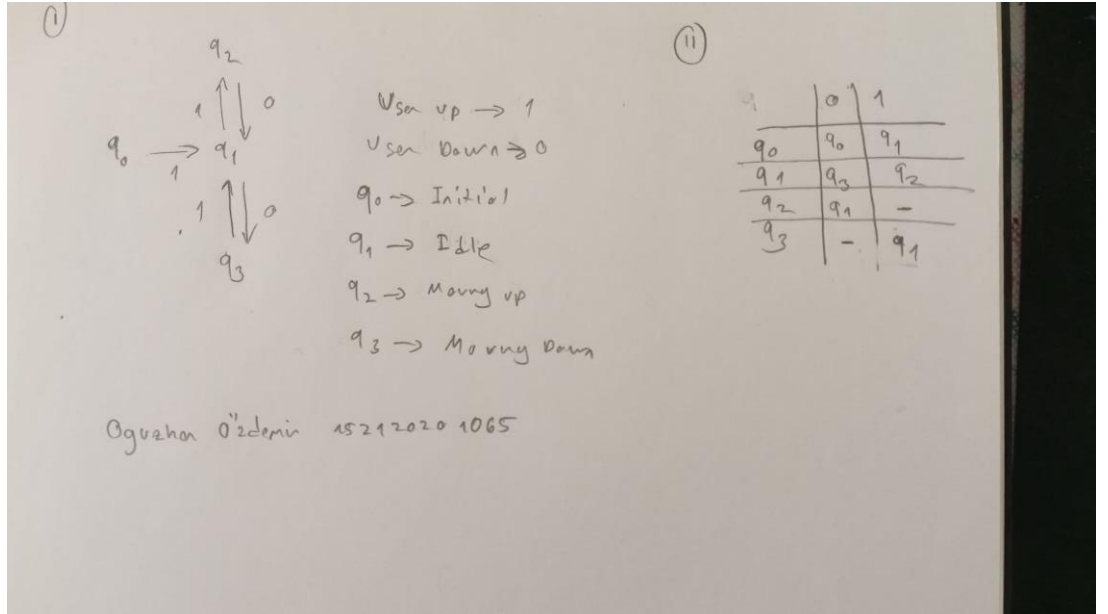 I
q2
1 0
q0 → q1
1
1 0
q3
User up → 1
User Down → 0
q0 → Initial
q1 → Idle
q2 → Moving up
q3 → Moving Down
Oguzhan Özdemir 152120201065
II
q 0 1
q0 q0 q1
q1 q3 q2
q2 q1 -
q3 - q1